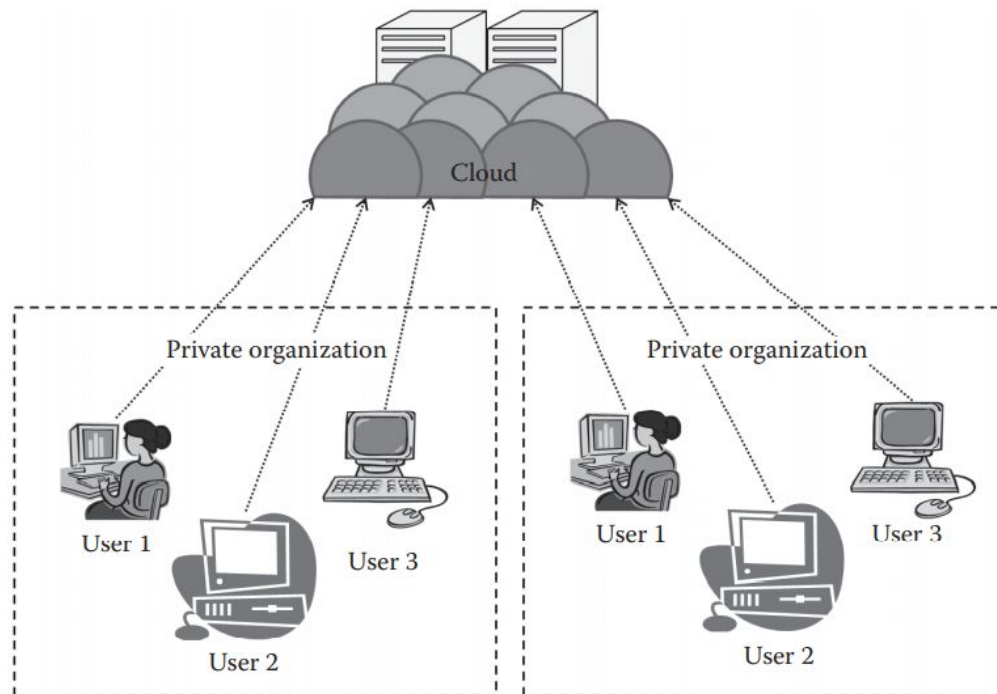 Cloud
Private organization
User 1
User 2
User 3
Private organization
User 1
User 2
User 3